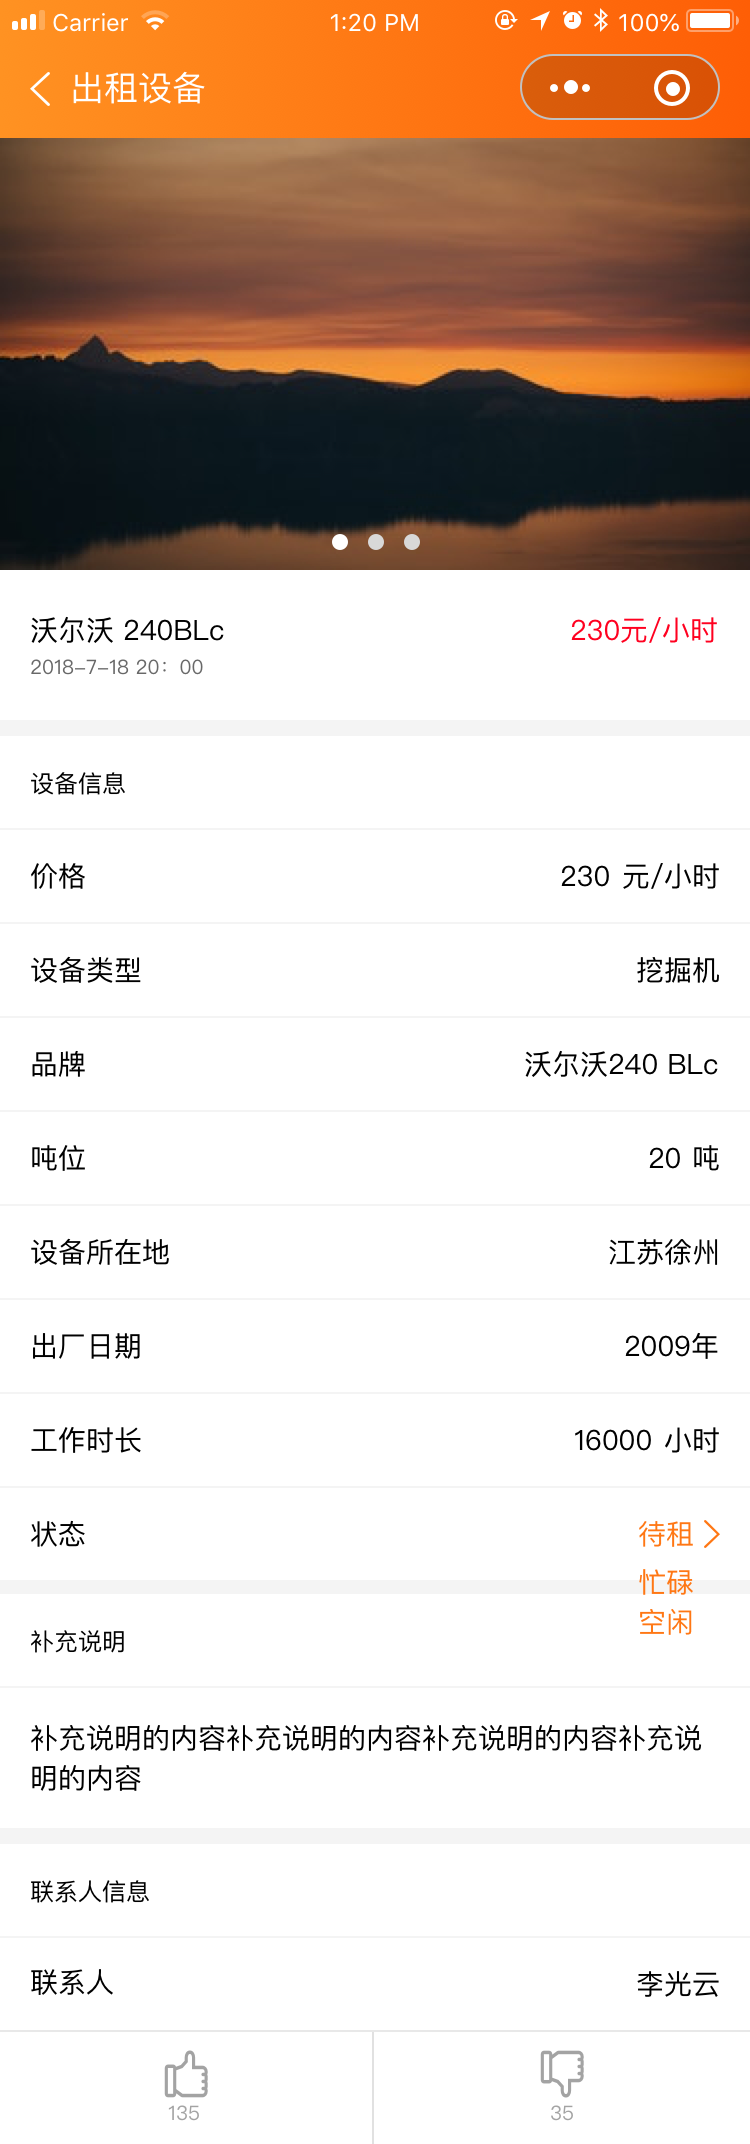 Carrier 1:20 PM 100%
出租设备
沃尔沃 240BLc 230元/小时
2018-7-18 20：00
设备信息
价格 230 元/小时
设备类型 挖掘机
品牌 沃尔沃240 BLc
吨位 20 吨
设备所在地 江苏徐州
出厂日期 2009年
工作时长 16000 小时
状态 待租
忙碌
空闲
补充说明
补充说明的内容补充说明的内容补充说明的内容补充说
明的内容
联系人信息
联系人 李光云
135 35